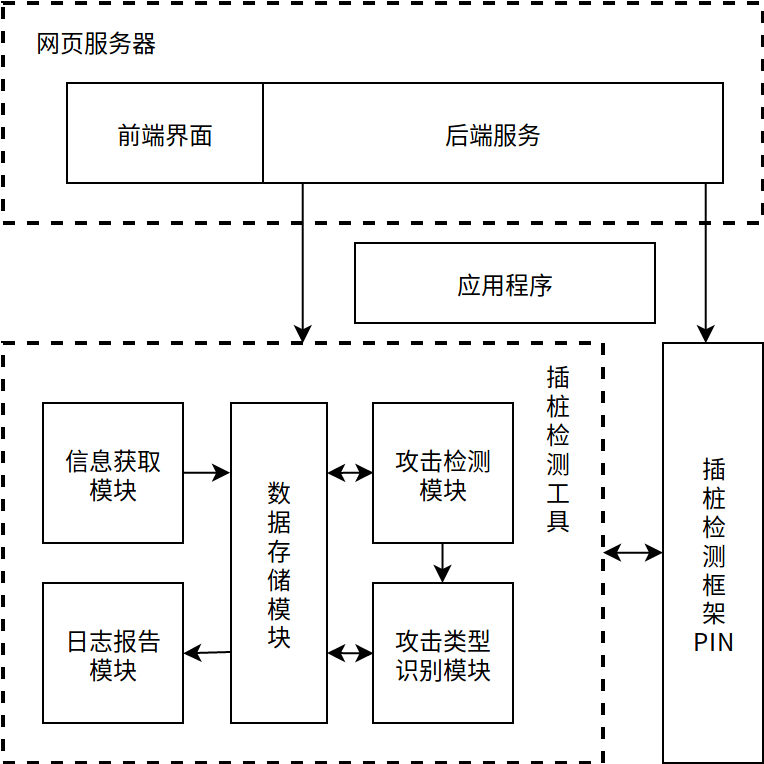 网页服务器
前端界面
后端服务
应用程序
插
桩
检
测
工
具
信息获取
模块
数
据
存
储
模
块
攻击检测
模块
日志报告
模块
攻击类型
识别模块
插
桩
检
测
框
架
PIN